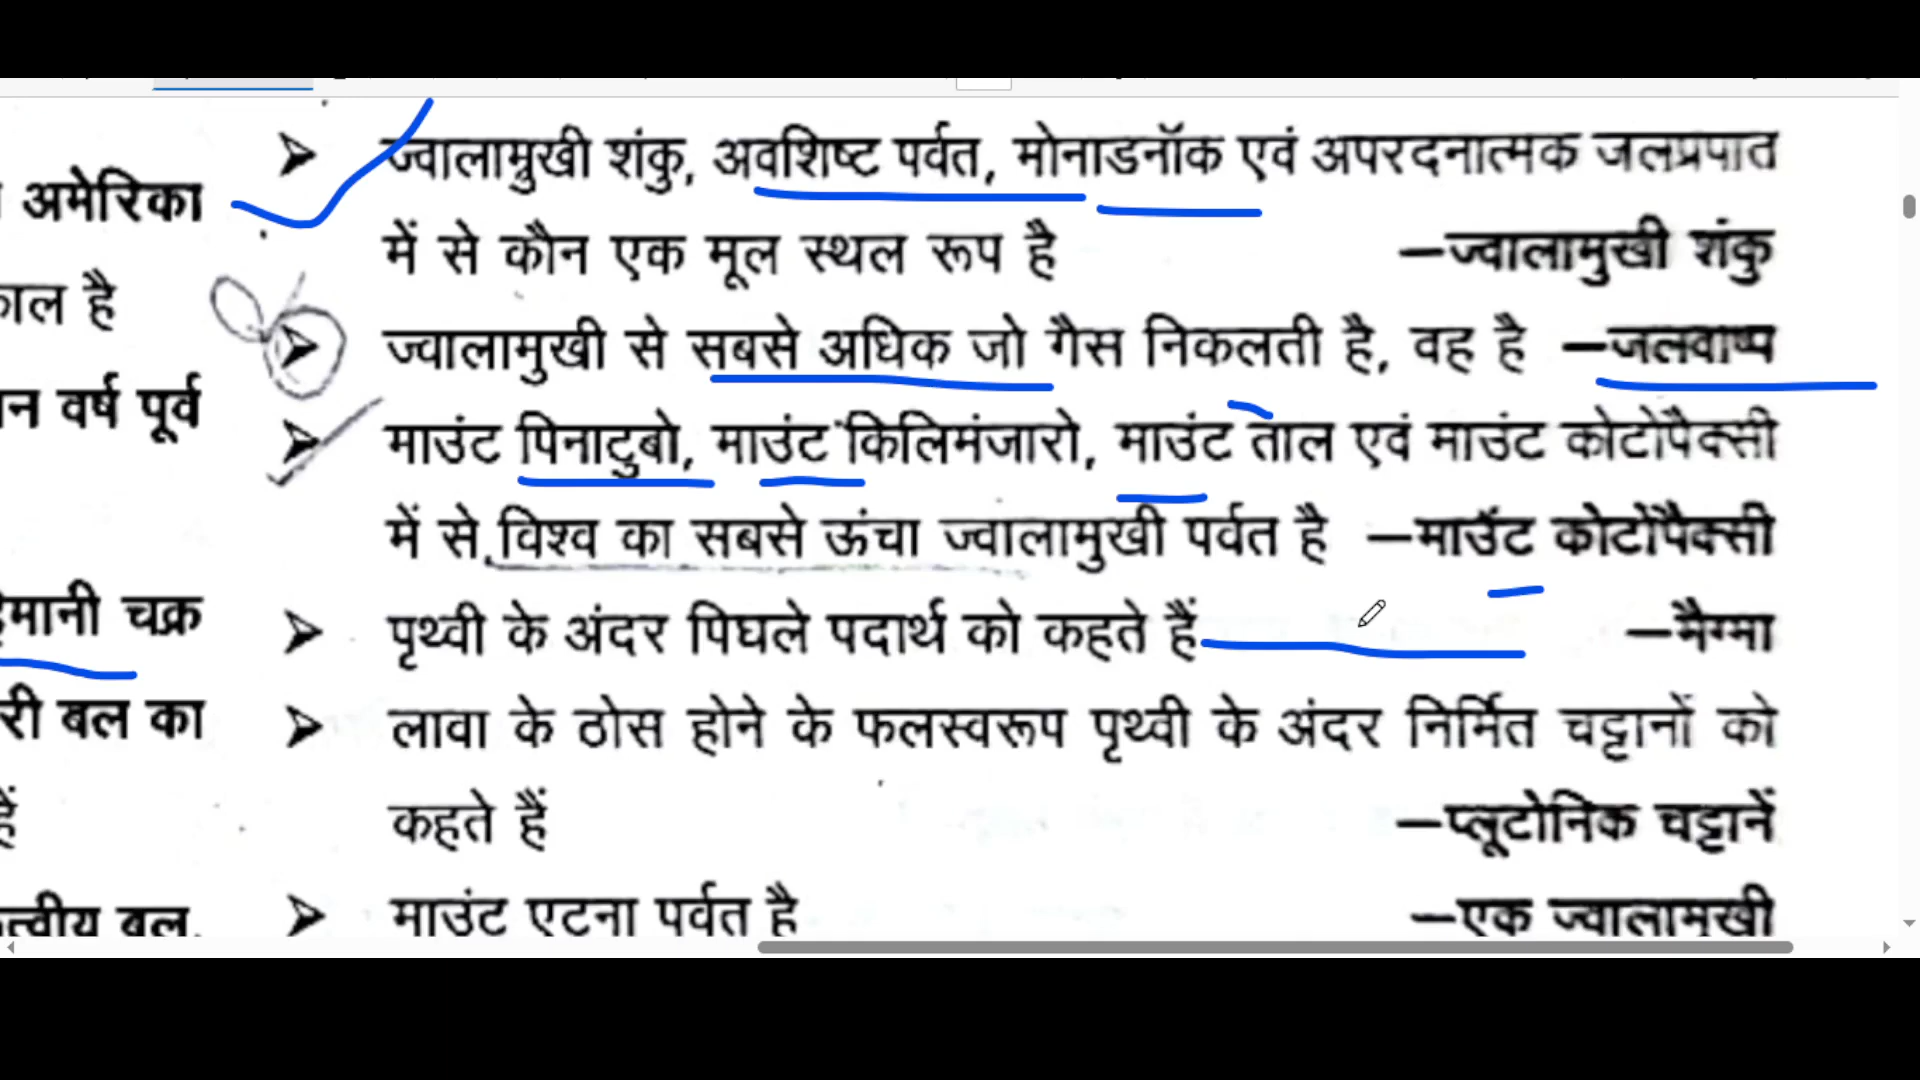 अमेरिका
काल है
वर्ष पूर्व
चक्र
बल का
हैं
बल.
➤ ज्वालामुखी शंकु, अवशिष्ट पर्वत, मोनाडनॉक एवं अपरदनात्मक जलप्रपात
में से कौन एक मूल स्थल रूप है —ज्वालामुखी शंकु
➤ ज्वालामुखी से सबसे अधिक जो गैस निकलती है, वह है —जलवाष्प
➤ माउंट पिनाटुबो, माउंट किलिमंजारो, माउंट ताल एवं माउंट कोटोपैक्सी
में से विश्व का सबसे ऊंचा ज्वालामुखी पर्वत है —माउंट कोटोपैक्सी
➤ पृथ्वी के अंदर पिघले पदार्थ को कहते हैं —मैग्मा
➤ लावा के ठोस होने के फलस्वरूप पृथ्वी के अंदर निर्मित चट्टानों को
कहते हैं —प्लूटोनिक चट्टानें
➤ माउंट एटना पर्वत है —एक ज्वालामुखी